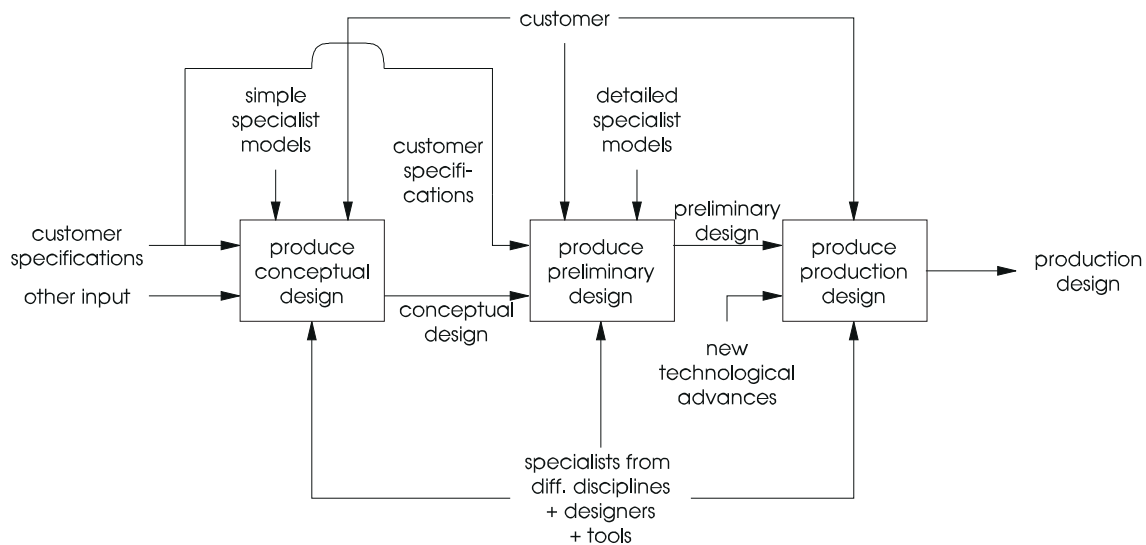 customer
simple
specialist
models
detailed
specialist
models
customer
specifi-
cations
customer
specifications
other input
produce
conceptual
design
conceptual
design
produce
preliminary
design
preliminary
design
produce
production
design
production
design
new
technological
advances
specialists from
diff. disciplines
+ designers
+ tools